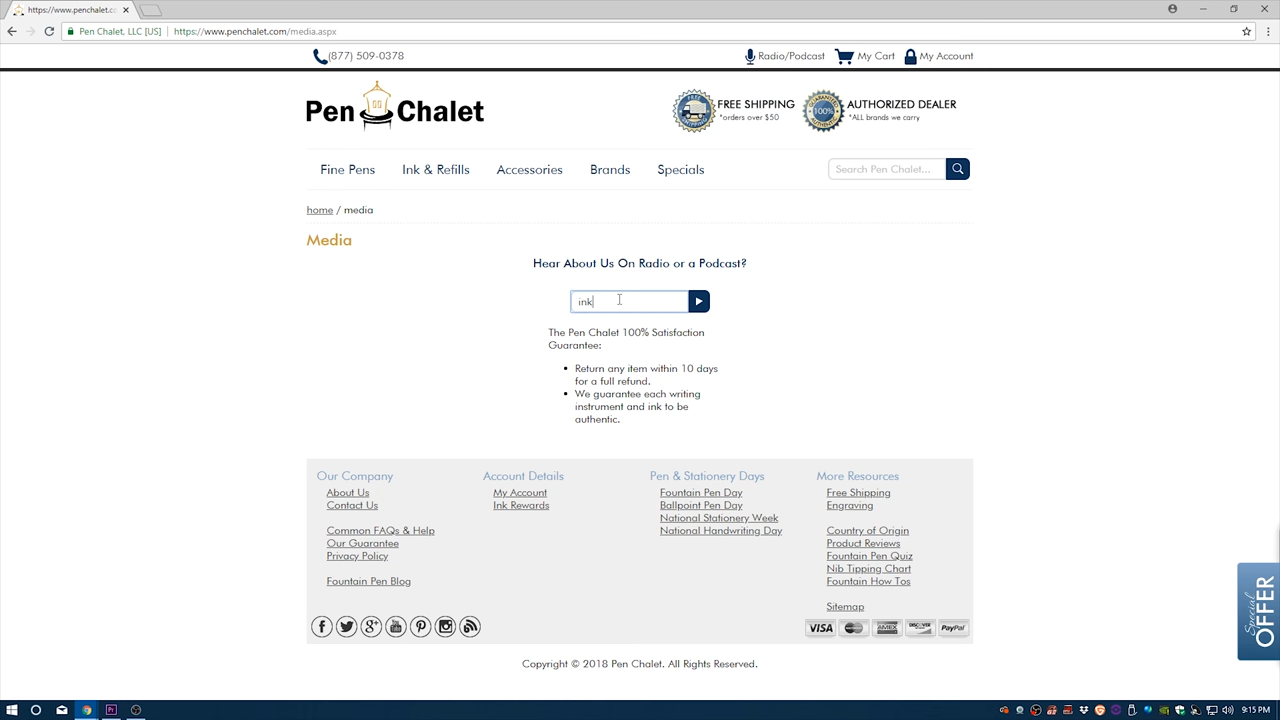 https://www.penchalet.co
Pen Chalet, LLC [US] https://www.penchalet.com/media.aspx
(877) 509-0378
Radio/Podcast
My Cart
My Account
Pen Chalet
FREE SHIPPING
*orders over $50
100%
AUTHORIZED DEALER
*ALL brands we carry
Fine Pens
Ink & Refills
Accessories
Brands
Specials
Search Pen Chalet...
home / media
Media
Hear About Us On Radio or a Podcast?
ink
The Pen Chalet 100% Satisfaction
Guarantee:
• Return any item within 10 days
for a full refund.
• We guarantee each writing
instrument and ink to be
authentic.
Our Company
About Us
Contact Us
Common FAQs & Help
Our Guarantee
Privacy Policy
Fountain Pen Blog
Account Details
My Account
Ink Rewards
Pen & Stationery Days
Fountain Pen Day
Ballpoint Pen Day
National Stationery Week
National Handwriting Day
More Resources
Free Shipping
Engraving
Country of Origin
Product Reviews
Fountain Pen Quiz
Nib Tipping Chart
Fountain How Tos
Sitemap
VISA
AMEX
DISCOVER
PayPal
Special
OFFER
Copyright © 2018 Pen Chalet. All Rights Reserved.
9:15 PM